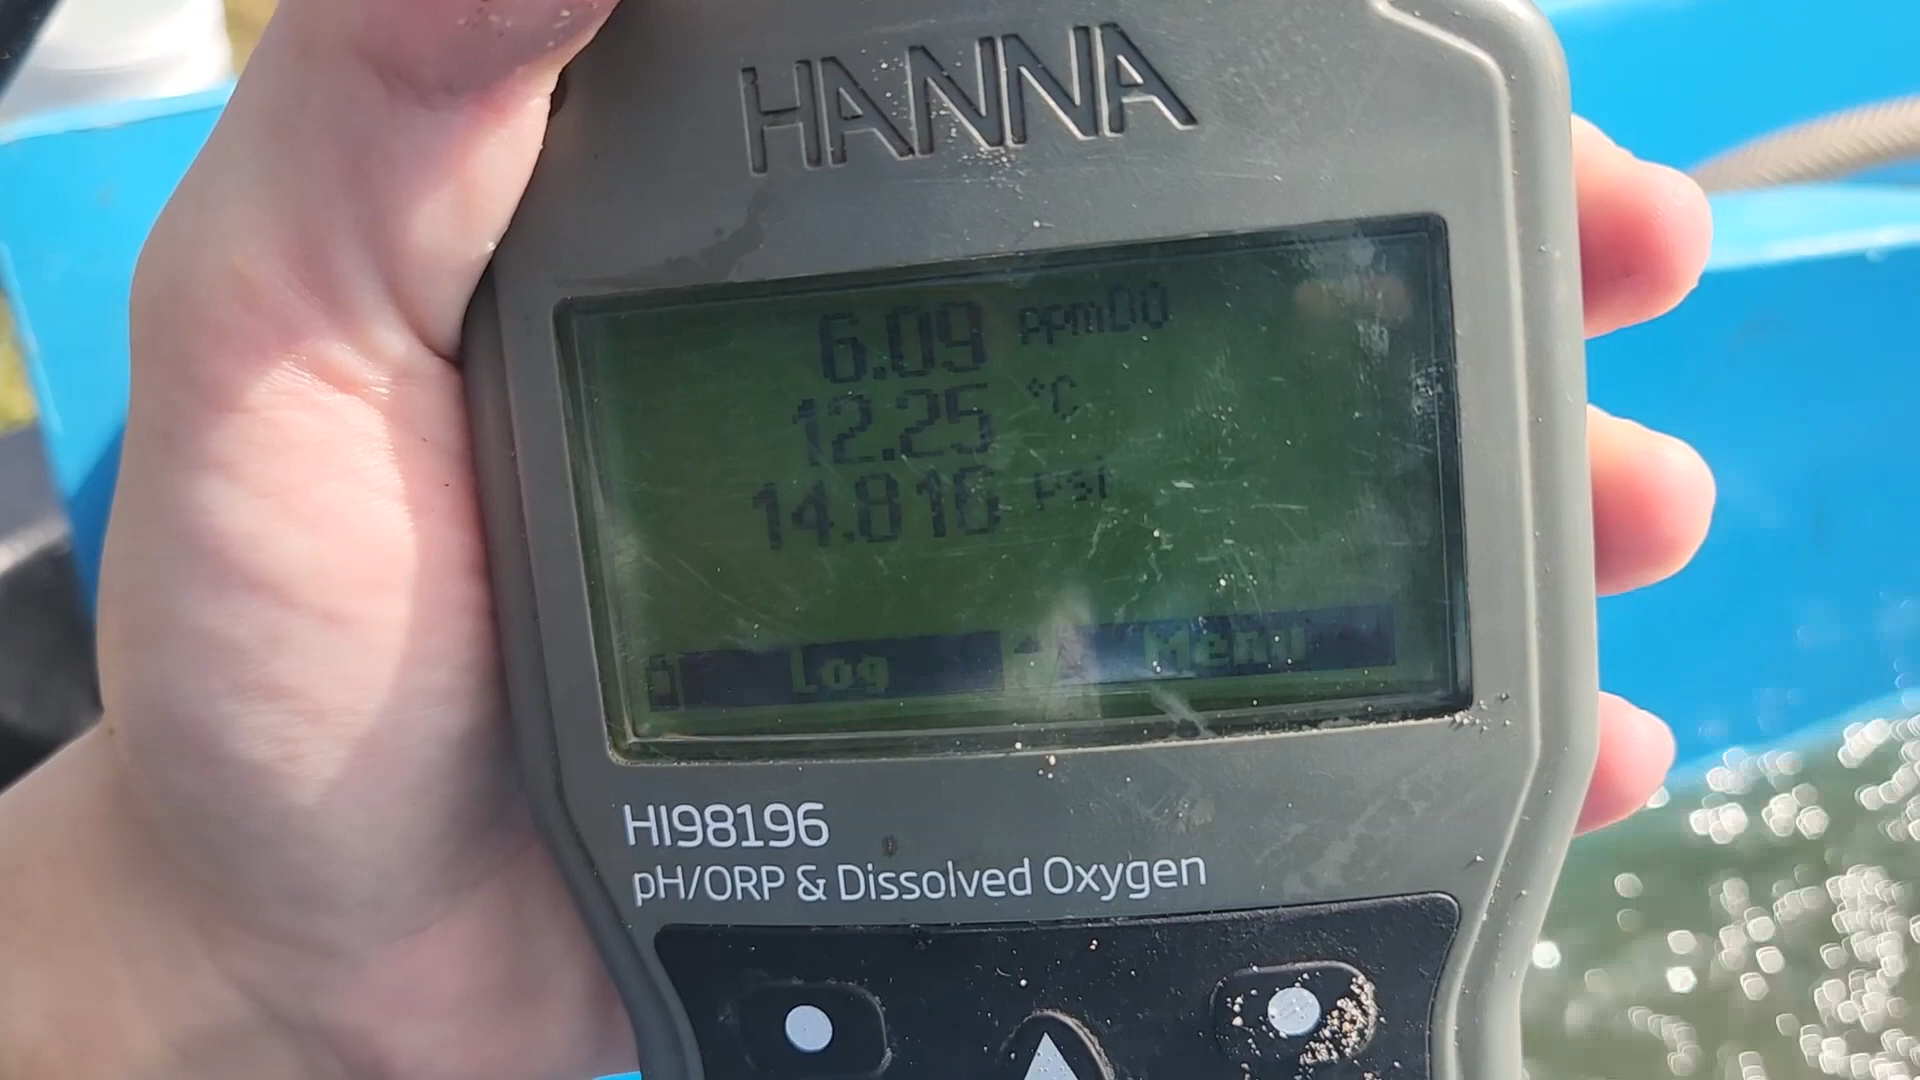 HANNA
6.09 ppmDO
12.25 °C
14.816 psi
Log Menu
HI98196
pH/ORP & Dissolved Oxygen